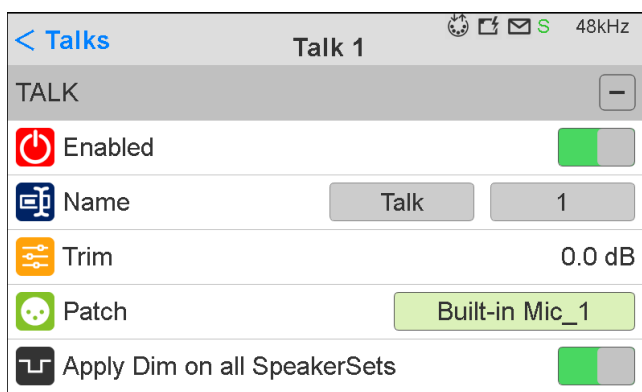 < Talks Talk 1 S 48kHz
TALK
Enabled
Name Talk 1
Trim 0.0 dB
Patch Built-in Mic_1
Apply Dim on all SpeakerSets